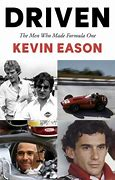 DRIVEN
The Men Who Made Formula One
KEVIN EASON